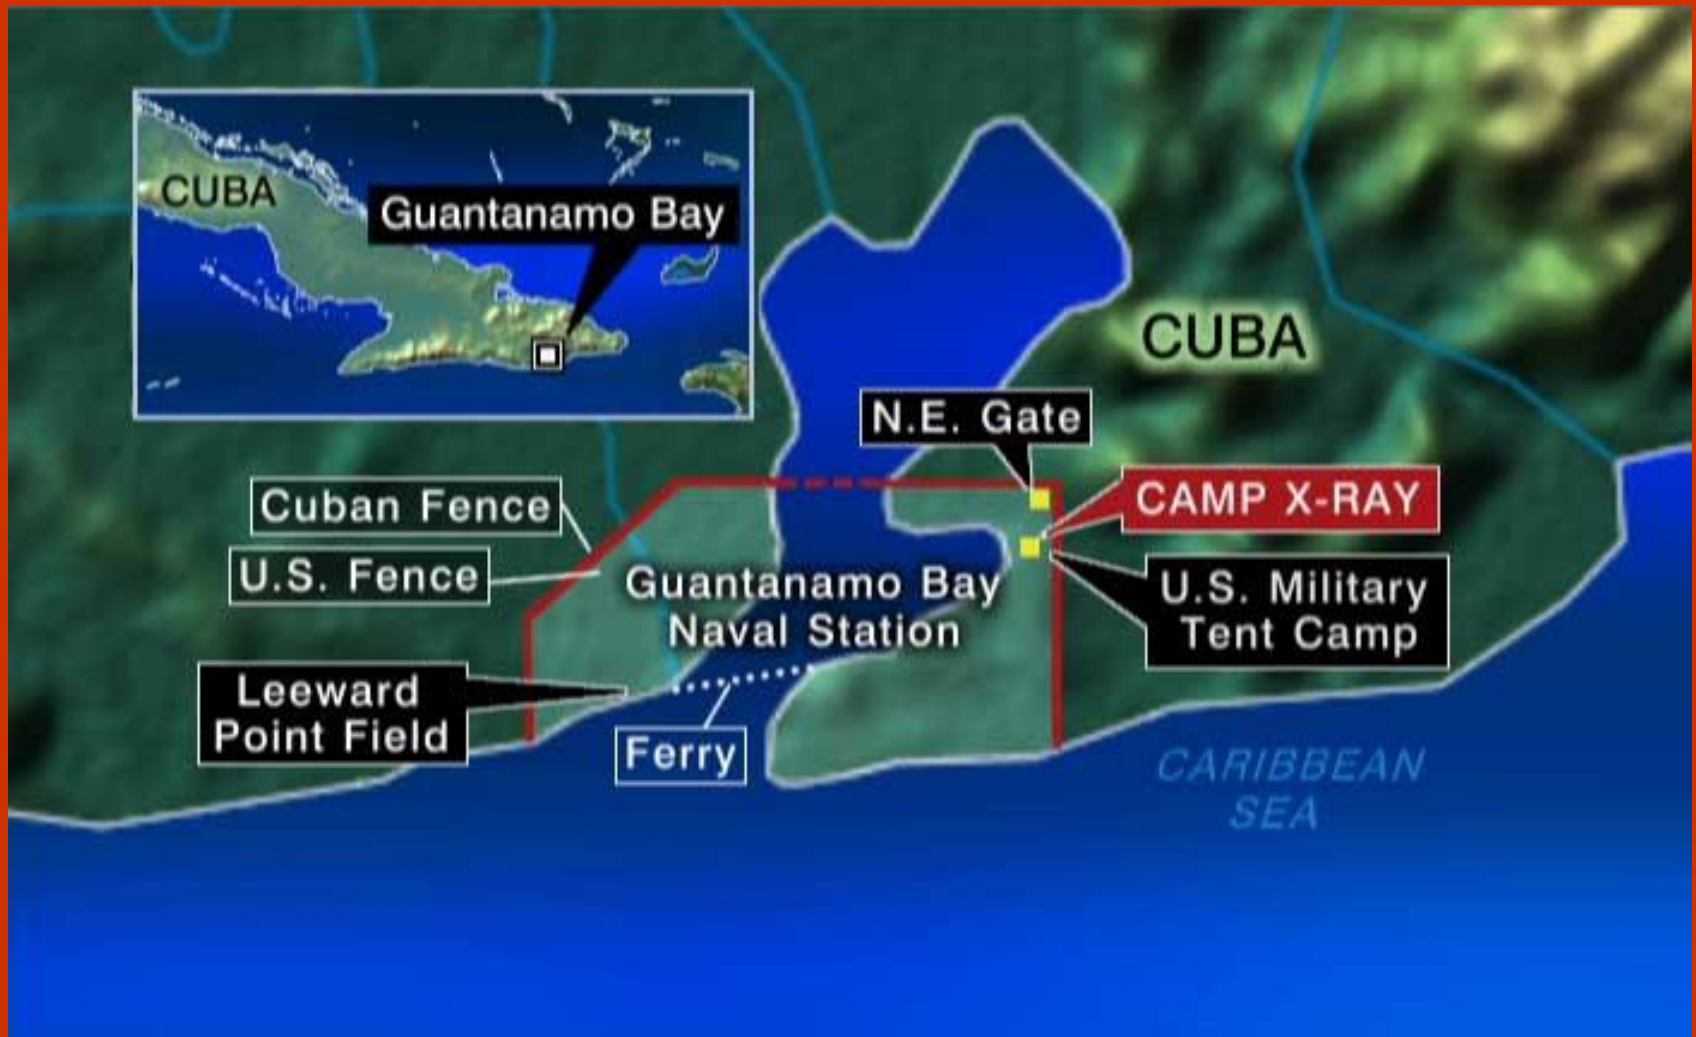 CUBA
Guantanamo Bay
CUBA
N.E. Gate
Cuban Fence
CAMP X-RAY
U.S. Fence
Guantanamo Bay
Naval Station
U.S. Military
Tent Camp
Leeward
Point Field
Ferry
CARIBBEAN
SEA